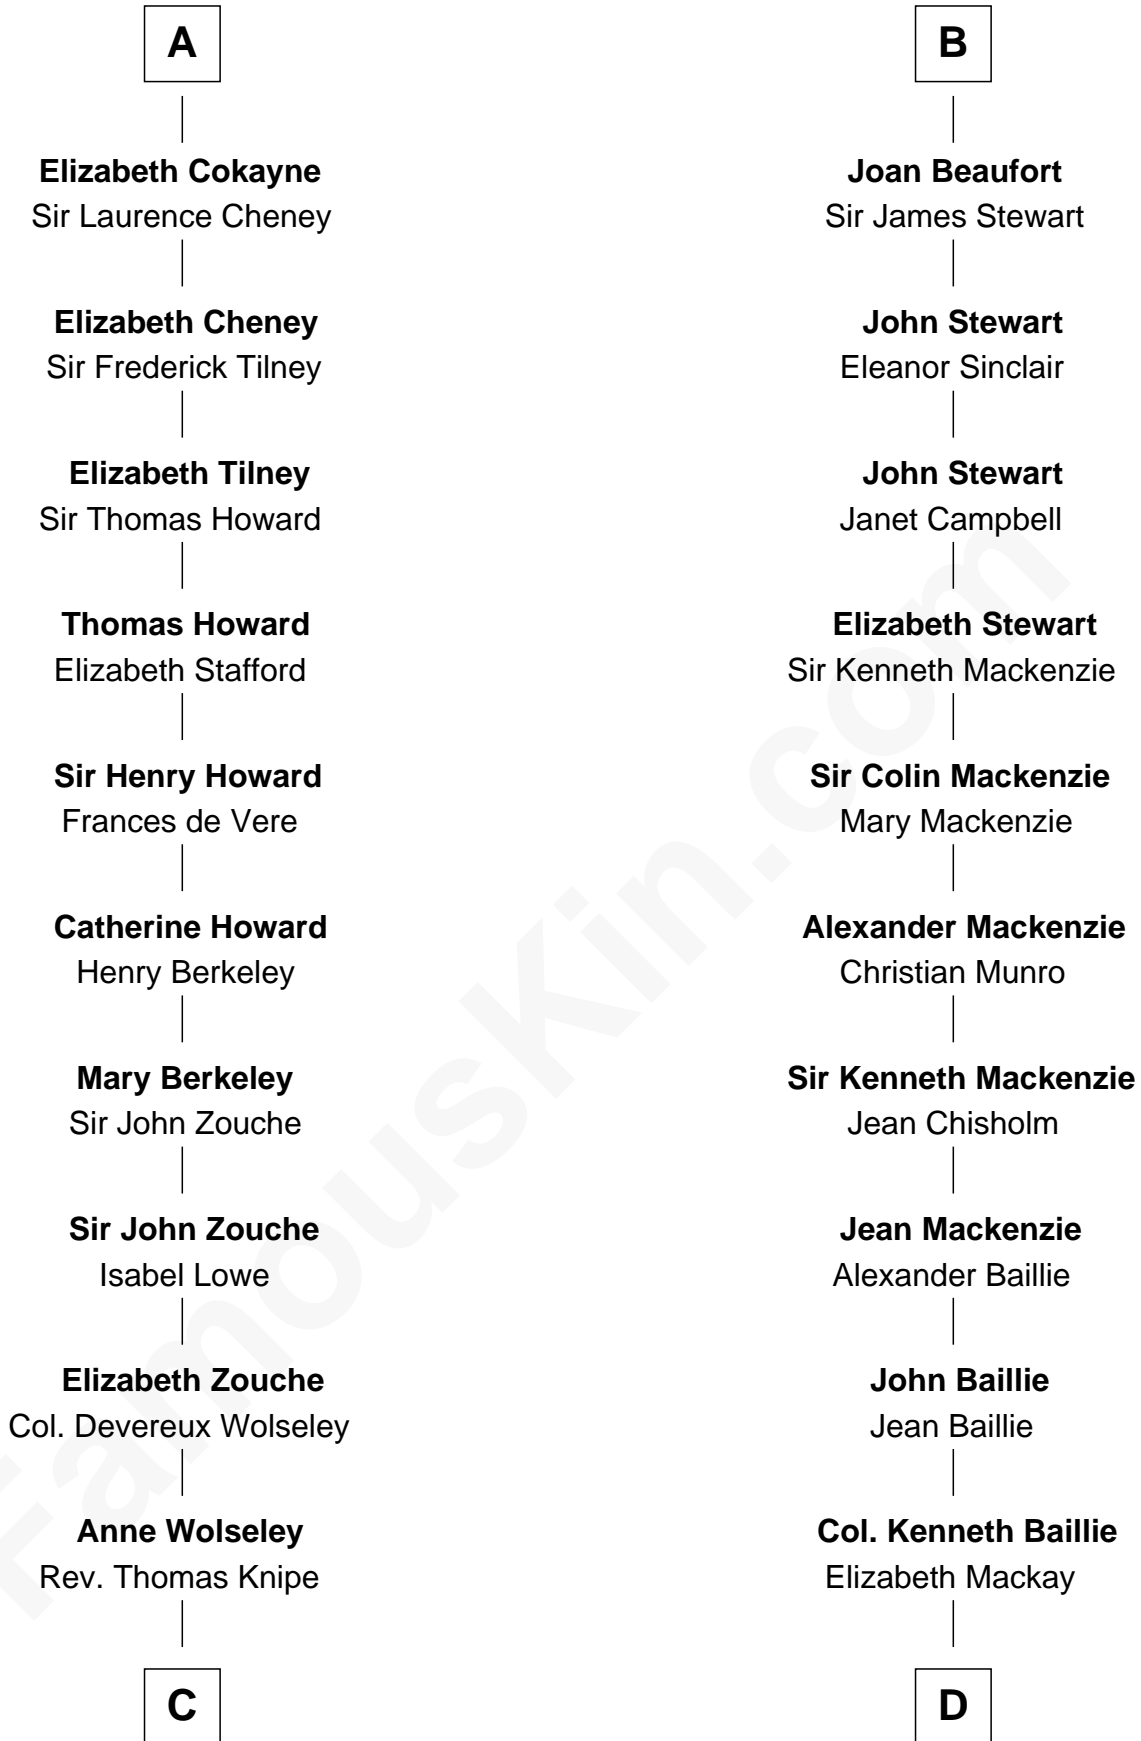 A
Elizabeth Cokayne
Sir Laurence Cheney
Elizabeth Cheney
Sir Frederick Tilney
Elizabeth Tilney
Sir Thomas Howard
Thomas Howard
Elizabeth Stafford
Sir Henry Howard
Frances de Vere
Catherine Howard
Henry Berkeley
Mary Berkeley
Sir John Zouche
Sir John Zouche
Isabel Lowe
Elizabeth Zouche
Col. Devereux Wolseley
Anne Wolseley
Rev. Thomas Knipe
C
B
Joan Beaufort
Sir James Stewart
John Stewart
Eleanor Sinclair
John Stewart
Janet Campbell
Elizabeth Stewart
Sir Kenneth Mackenzie
Sir Colin Mackenzie
Mary Mackenzie
Alexander Mackenzie
Christian Munro
Sir Kenneth Mackenzie
Jean Chisholm
Jean Mackenzie
Alexander Baillie
John Baillie
Jean Baillie
Col. Kenneth Baillie
Elizabeth Mackay
D
FamousKin.com